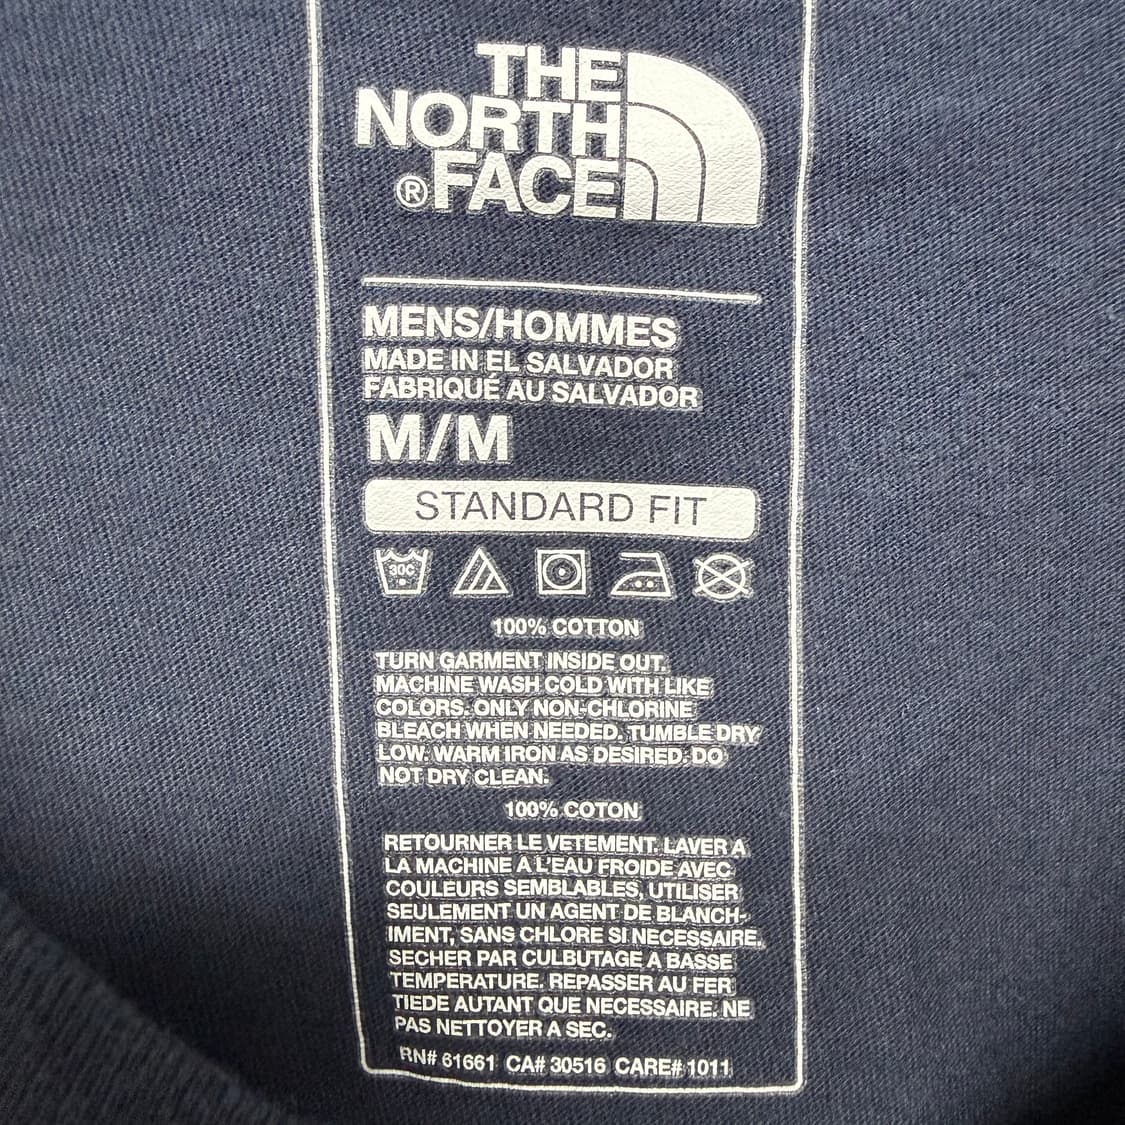 THE
NORTH
®FACE
MENS/HOMMES
MADE IN EL SALVADOR
FABRIQUÉ AU SALVADOR
M/M
STANDARD FIT
30C
100% COTTON
TURN GARMENT INSIDE OUT.
MACHINE WASH COLD WITH LIKE
COLORS. ONLY NON-CHLORINE
BLEACH WHEN NEEDED. TUMBLE DRY
LOW. WARM IRON AS DESIRED. DO
NOT DRY CLEAN.
100% COTON
RETOURNER LE VETEMENT. LAVER A
LA MACHINE A L'EAU FROIDE AVEC
COULEURS SEMBLABLES, UTILISER
SEULEMENT UN AGENT DE BLANCH-
IMENT, SANS CHLORE SI NECESSAIRE.
SECHER PAR CULBUTAGE A BASSE
TEMPERATURE. REPASSER AU FER
TIEDE AUTANT QUE NECESSAIRE. NE
PAS NETTOYER A SEC.
RN# 61661 CA# 30516 CARE# 1011